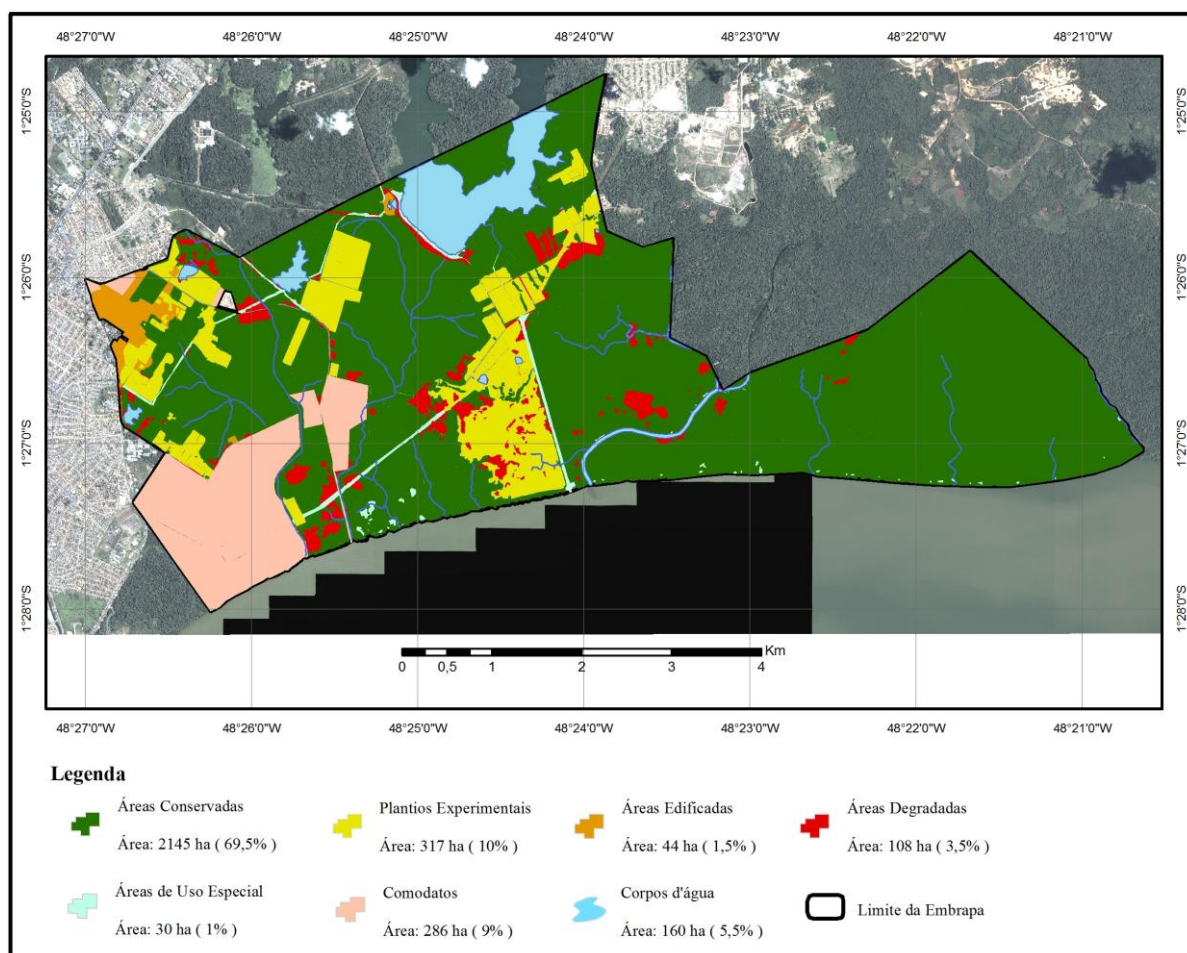 48°27'0"W 48°26'0"W 48°25'0"W 48°24'0"W 48°23'0"W 48°22'0"W 48°21'0"W
1°25'0"S 1°25'0"S
1°26'0"S 1°26'0"S
1°27'0"S 1°27'0"S
1°28'0"S 1°28'0"S
Km
0 0,5 1 2 3 4
48°27'0"W 48°26'0"W 48°25'0"W 48°24'0"W 48°23'0"W 48°22'0"W 48°21'0"W
Legenda
Áreas Conservadas Plantios Experimentais Áreas Edificadas Áreas Degradadas
Área: 2145 ha ( 69,5%) Área: 317 ha ( 10% ) Área: 44 ha ( 1,5%) Área: 108 ha ( 3,5%)
Áreas de Uso Especial Comodatos Corpos d'água Limite da Embrapa
Área: 30 ha ( 1% ) Área: 286 ha ( 9% ) Área: 160 ha ( 5,5% )